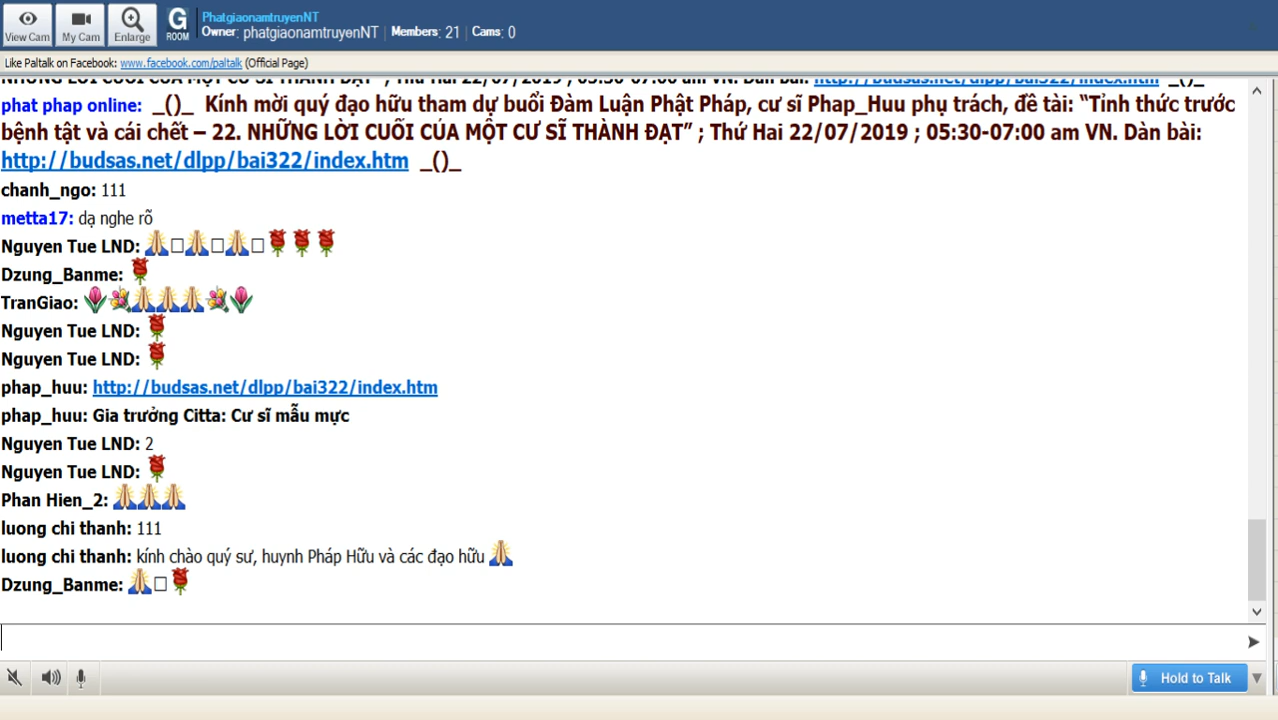 View Cam
My Cam
Enlarge
G
ROOM
PhatgiaonamtruyenNT
Owner: phatgiaonamtruyenNT | Members: 21 | Cams: 0
Like Paltalk on Facebook: www.facebook.com/paltalk (Official Page)
NHỮNG LỜI CUỐI CỦA MỘT CƯ SĨ THÀNH ĐẠT” ; Thứ Hai 22/07/2019 ; 05:30-07:00 am VN. Dàn bài: http://budsas.net/dlpp/bai322/index.htm _()_
phat phap online: _()_ Kính mời quý đạo hữu tham dự buổi Đàm Luận Phật Pháp, cư sĩ Phap_Huu phụ trách, đề tài: “Tỉnh thức trước
bệnh tật và cái chết – 22. NHỮNG LỜI CUỐI CỦA MỘT CƯ SĨ THÀNH ĐẠT” ; Thứ Hai 22/07/2019 ; 05:30-07:00 am VN. Dàn bài:
http://budsas.net/dlpp/bai322/index.htm _()_
chanh_ngo: 111
metta17: dạ nghe rõ
Nguyen Tue LND: 🙏□🙏□🙏□🌹🌹🌹
Dzung_Banme: 🌹
TranGiao: 🌷💐🙏🙏🙏💐🌷
Nguyen Tue LND: 🌹
Nguyen Tue LND: 🌹
phap_huu: http://budsas.net/dlpp/bai322/index.htm
phap_huu: Gia trưởng Citta: Cư sĩ mẫu mực
Nguyen Tue LND: 2
Nguyen Tue LND: 🌹
Phan Hien_2: 🙏🙏🙏
luong chi thanh: 111
luong chi thanh: kính chào quý sư, huynh Pháp Hữu và các đạo hữu 🙏
Dzung_Banme: 🙏□🌹
Hold to Talk